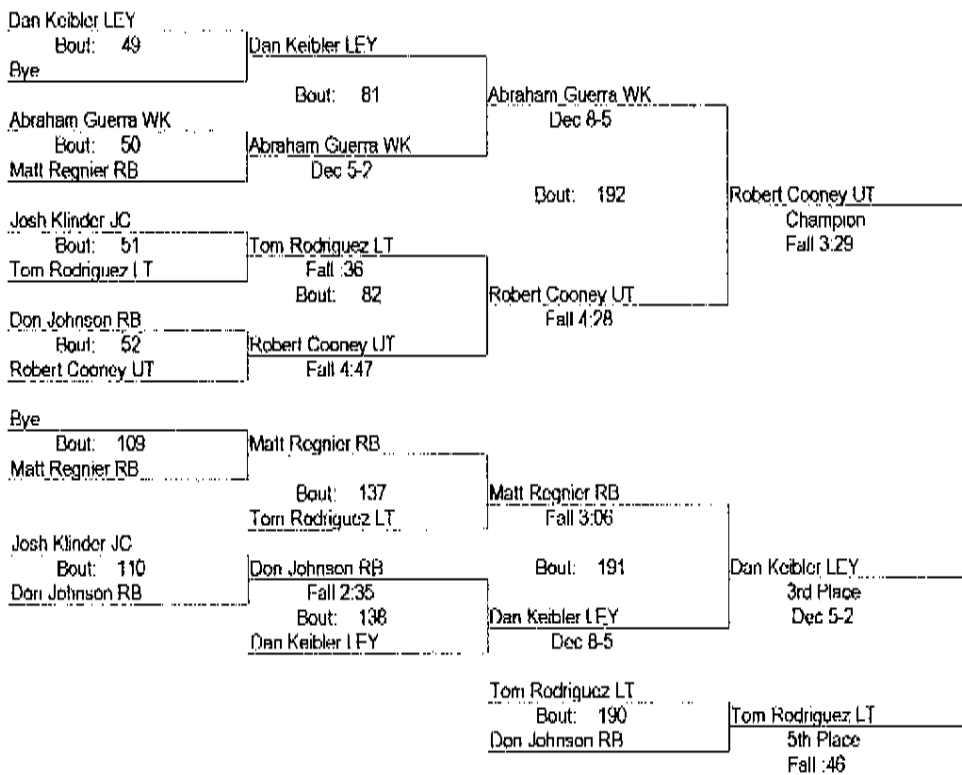 Dan Keibler LEY
Bout: 49
Bye
Dan Keibler LEY
Bout: 81
Abraham Guerra WK
Bout: 50
Matt Regnier RB
Abraham Guerra WK
Dec 5-2
Abraham Guerra WK
Dec 8-5
Bout: 192
Josh Klinder JC
Bout: 51
Tom Rodriguez LT
Tom Rodriguez LT
Fall :36
Bout: 82
Don Johnson RB
Bout: 52
Robert Cooney UT
Robert Cooney UT
Fall 4:47
Robert Cooney UT
Fall 4:28
Robert Cooney UT
Champion
Fall 3:29
Bye
Bout: 109
Matt Regnier RB
Matt Regnier RB
Bout: 137
Tom Rodriguez LT
Matt Regnier RB
Fall 3:06
Bout: 191
Josh Klinder JC
Bout: 110
Don Johnson RB
Don Johnson RB
Fall 2:35
Bout: 138
Dan Keibler LEY
Dan Keibler LEY
Dec 8-5
Dan Keibler LEY
3rd Place
Dec 5-2
Tom Rodriguez LT
Bout: 190
Don Johnson RB
Tom Rodriguez LT
5th Place
Fall :46